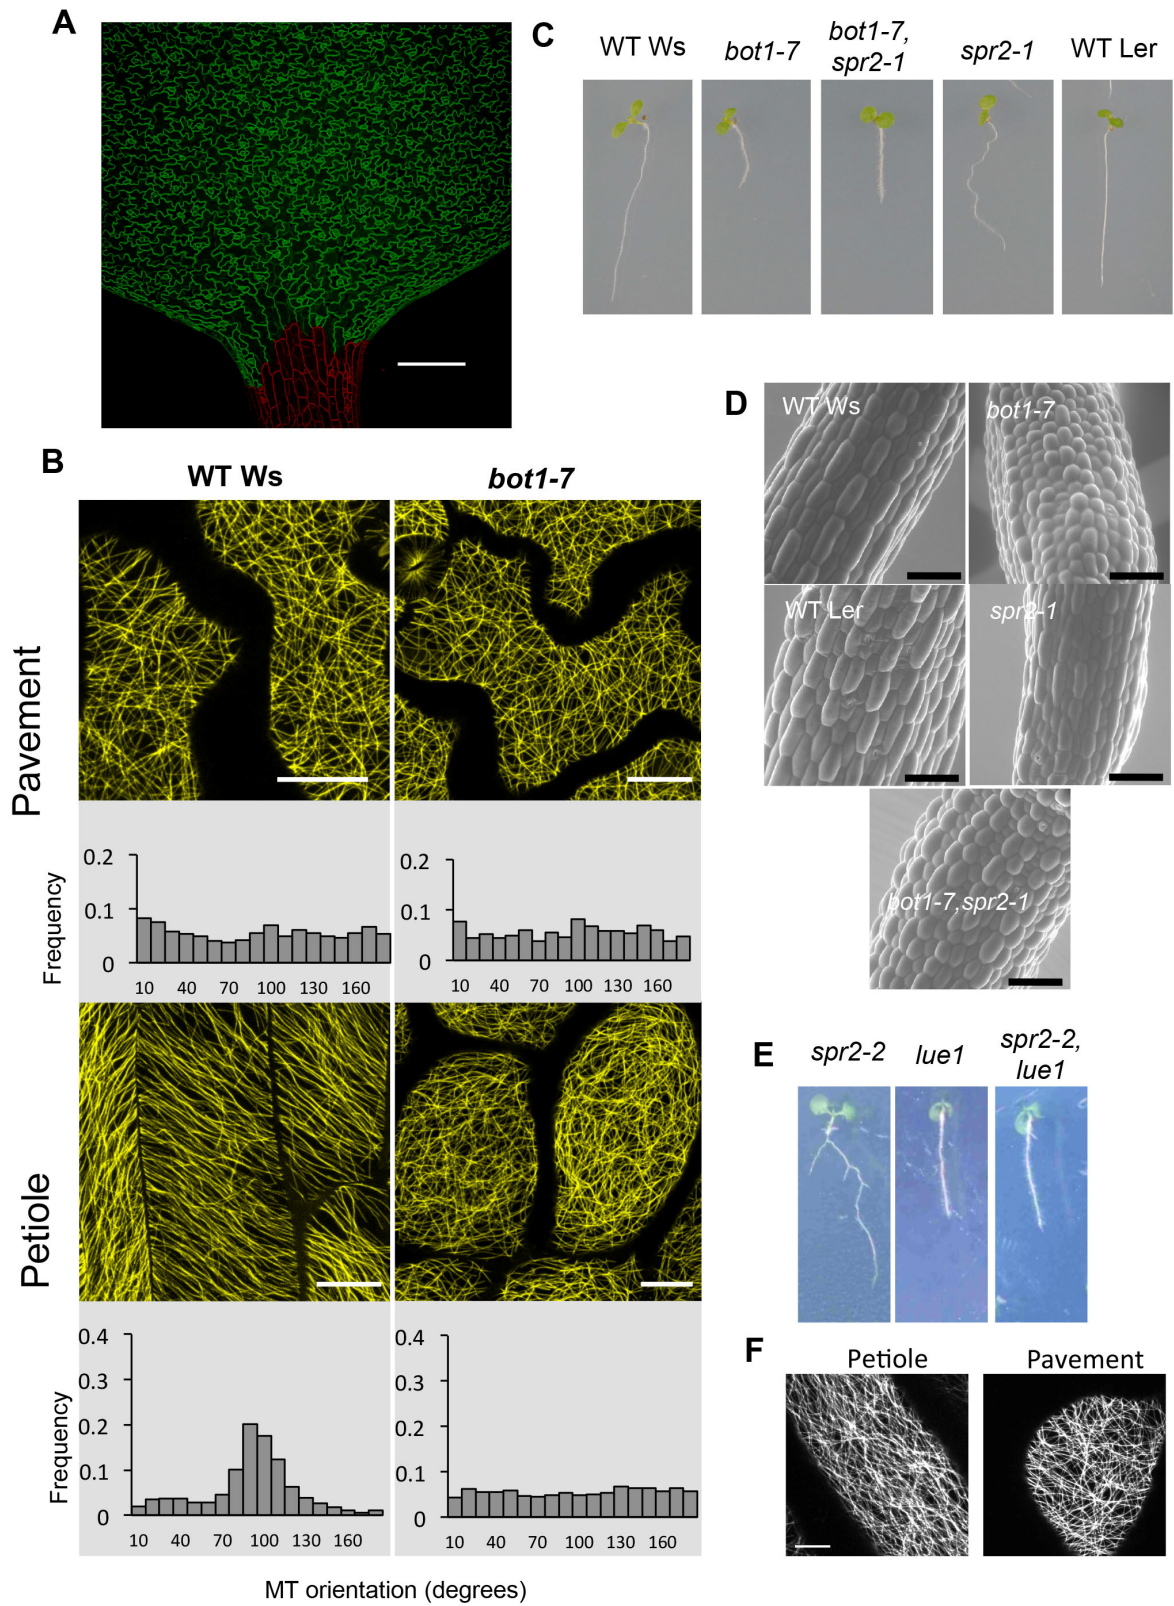 A
B
WT Ws
bot1-7
Pavement
Frequency
0.2
0.1
0
10 40 70 100 130 160
0.2
0.1
0
10 40 70 100 130 160
Petiole
Frequency
0.4
0.3
0.2
0.1
0
10 40 70 100 130 160
0.4
0.3
0.2
0.1
0
10 40 70 100 130 160
MT orientation (degrees)
C
WT Ws
bot1-7
bot1-7,
spr2-1
spr2-1
WT Ler
D
WT Ws
bot1-7
WT Ler
spr2-1
bot1-7,spr2-1
E
spr2-2
lue1
spr2-2,
lue1
F
Petiole
Pavement